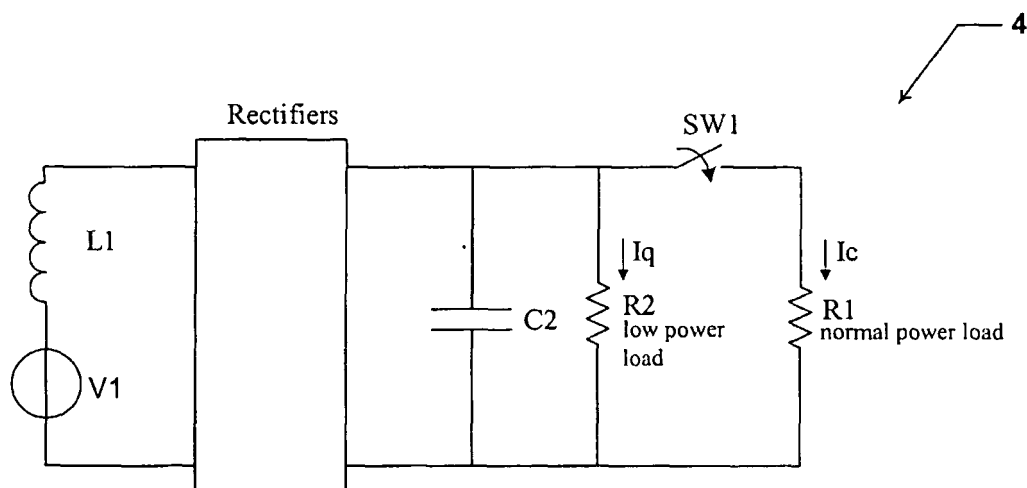 4
Rectifiers
SW1
L1
Iq
Ic
C2
R2
low power
load
R1
normal power load
V1